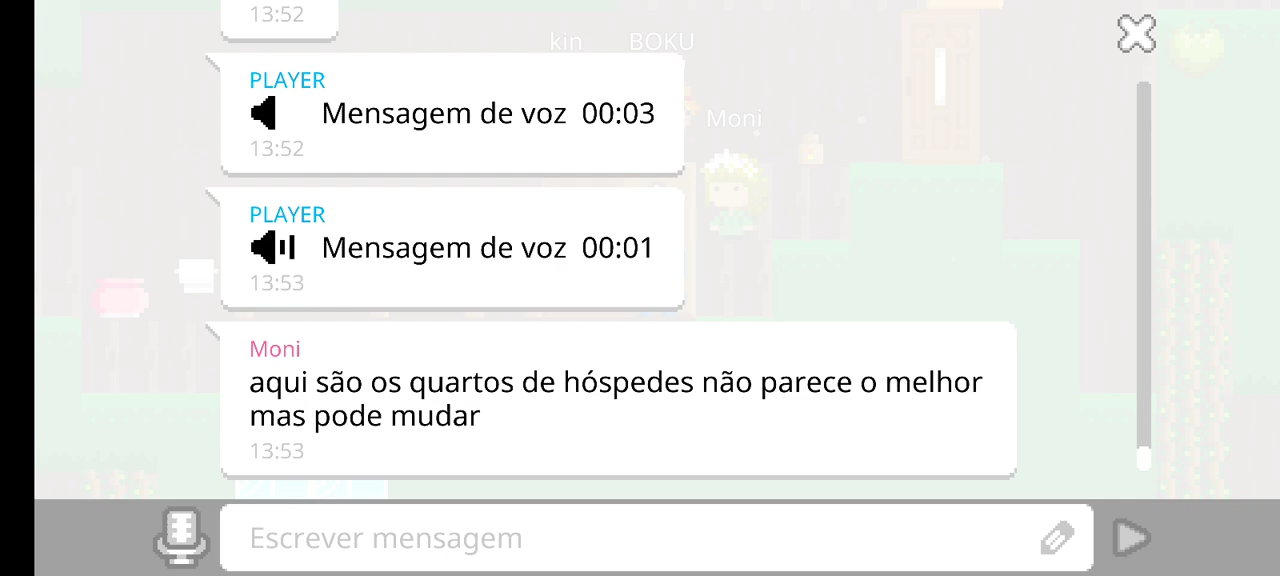 13:52
kin BOKU
PLAYER
Mensagem de voz 00:03
13:52
Moni
PLAYER
Mensagem de voz 00:01
13:53
Moni
aqui são os quartos de hóspedes não parece o melhor
mas pode mudar
13:53
Escrever mensagem